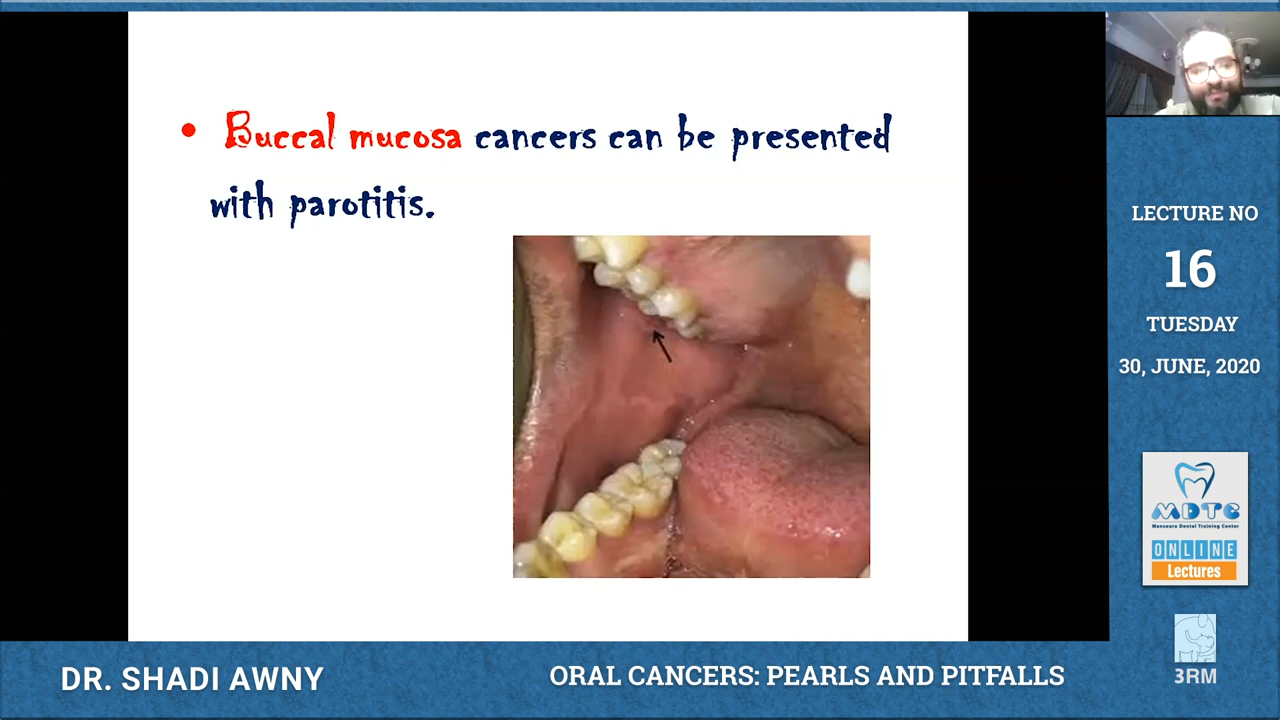 • Buccal mucosa cancers can be presented
with parotitis.
LECTURE NO
16
TUESDAY
30, JUNE, 2020
MDTC
Mansoura Dental Training Center
ONLINE
Lectures
3RM
DR. SHADI AWNY
ORAL CANCERS: PEARLS AND PITFALLS